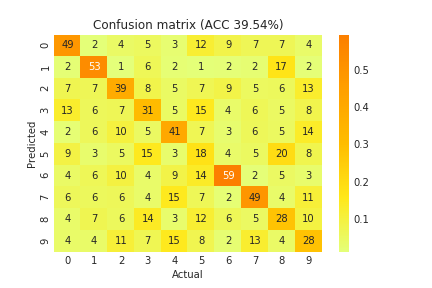 Confusion matrix (ACC 39.54%)
0 49 2 4 5 3 12 9 7 7 4
1 2 53 1 6 2 1 2 2 17 2
2 7 7 39 8 5 7 9 5 6 13
3 13 6 7 31 5 15 4 6 5 8
4 2 6 10 5 41 7 3 6 5 14
5 9 3 5 15 3 18 4 5 20 8
6 4 6 10 4 9 14 59 2 5 3
7 6 6 6 4 15 7 2 49 4 11
8 4 7 6 14 3 12 6 5 28 10
9 4 4 11 7 15 8 2 13 4 28
0 1 2 3 4 5 6 7 8 9
Actual
Predicted
0.5
0.4
0.3
0.2
0.1